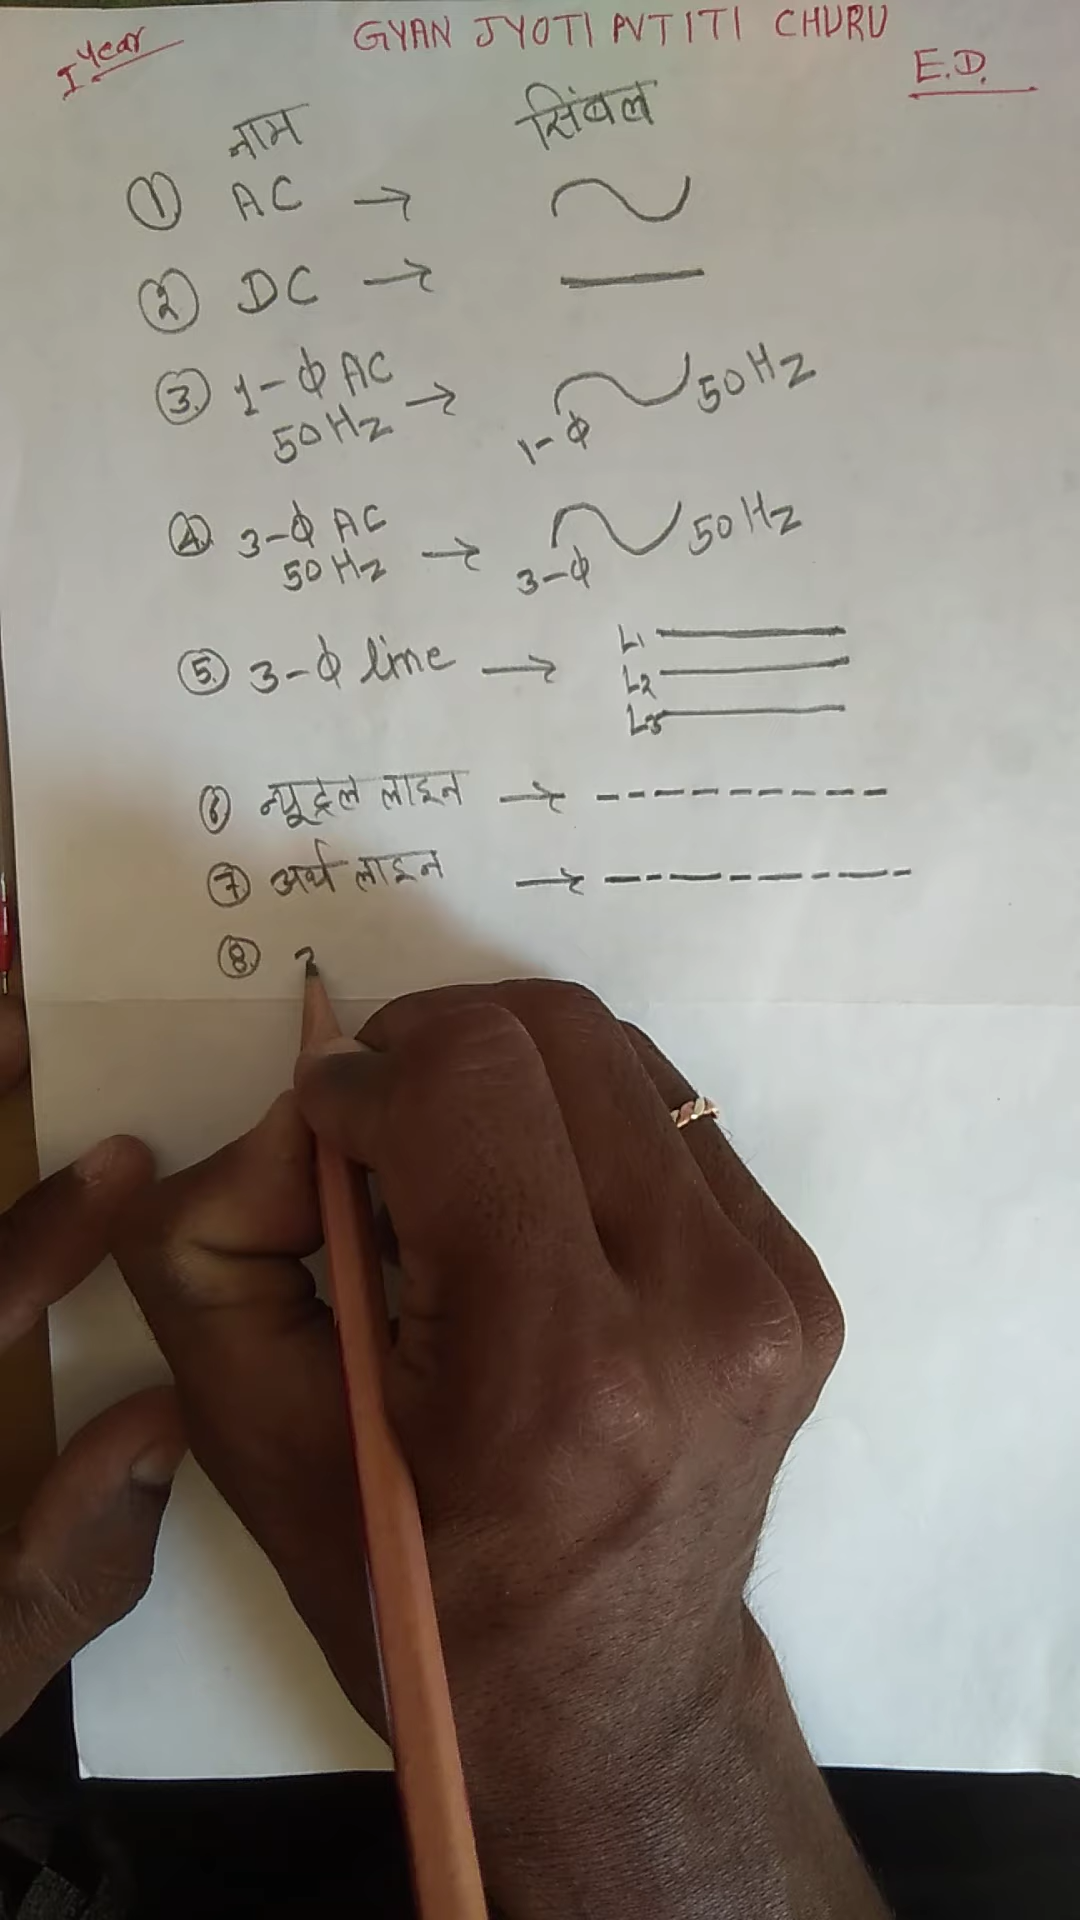 I Year
GYAN JYOTI PVT ITI CHURU
E.D.
नाम सिंबल
① AC →
② DC →
③. 1-ϕ AC 50 Hz → 1-ϕ 50 Hz
④. 3-ϕ AC 50 Hz → 3-ϕ 50 Hz
⑤. 3-ϕ line → L1 L2 L3
⑥ न्यूट्रल लाइन →
⑦. अर्थ लाइन →
⑧.